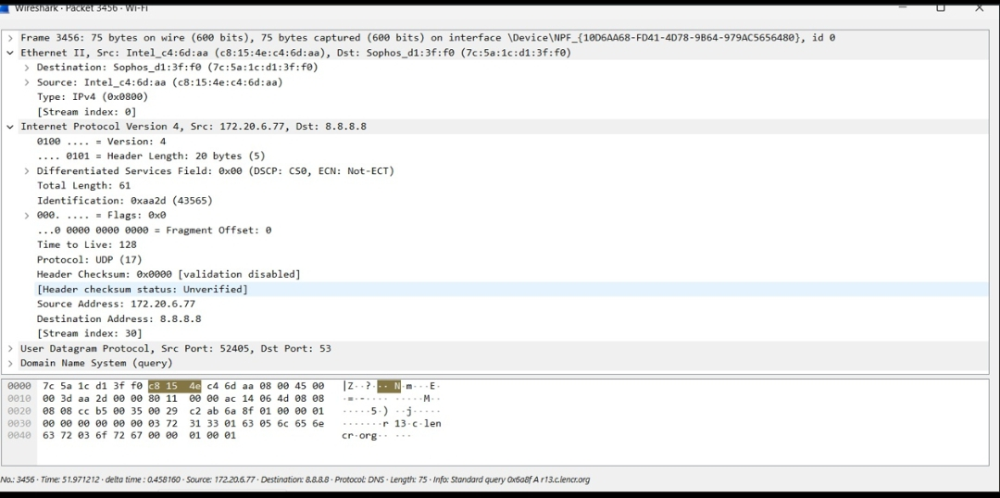 Wireshark · Packet 3456 · Wi-Fi
Frame 3456: 75 bytes on wire (600 bits), 75 bytes captured (600 bits) on interface \Device\NPF_{10D6AA68-FD41-4D78-9B64-979AC5656480}, id 0
Ethernet II, Src: Intel_c4:6d:aa (c8:15:4e:c4:6d:aa), Dst: Sophos_d1:3f:f0 (7c:5a:1c:d1:3f:f0)
Destination: Sophos_d1:3f:f0 (7c:5a:1c:d1:3f:f0)
Source: Intel_c4:6d:aa (c8:15:4e:c4:6d:aa)
Type: IPv4 (0x0800)
[Stream index: 0]
Internet Protocol Version 4, Src: 172.20.6.77, Dst: 8.8.8.8
0100 .... = Version: 4
.... 0101 = Header Length: 20 bytes (5)
Differentiated Services Field: 0x00 (DSCP: CS0, ECN: Not-ECT)
Total Length: 61
Identification: 0xaa2d (43565)
000. .... = Flags: 0x0
...0 0000 0000 0000 = Fragment Offset: 0
Time to Live: 128
Protocol: UDP (17)
Header Checksum: 0x0000 [validation disabled]
[Header checksum status: Unverified]
Source Address: 172.20.6.77
Destination Address: 8.8.8.8
[Stream index: 30]
User Datagram Protocol, Src Port: 52405, Dst Port: 53
Domain Name System (query)
0000 7c 5a 1c d1 3f f0 c8 15 4e c4 6d aa 08 00 45 00 |Z··?···N·m···E·
0010 00 3d aa 2d 00 00 80 11 00 00 ac 14 06 4d 08 08 ·=·-·········M··
0020 08 08 cc b5 00 35 00 29 c2 ab 6a 8f 01 00 00 01 ·····5·)··j·····
0030 00 00 00 00 00 00 03 72 31 33 01 63 05 6c 65 6e ·······r 13·c·len
0040 63 72 03 6f 72 67 00 00 01 00 01 cr·org·· ···
No.: 3456 · Time: 51.971212 · delta time : 0.458160 · Source: 172.20.6.77 · Destination: 8.8.8.8 · Protocol: DNS · Length: 75 · Info: Standard query 0x6a8f A r13.c.lencr.org